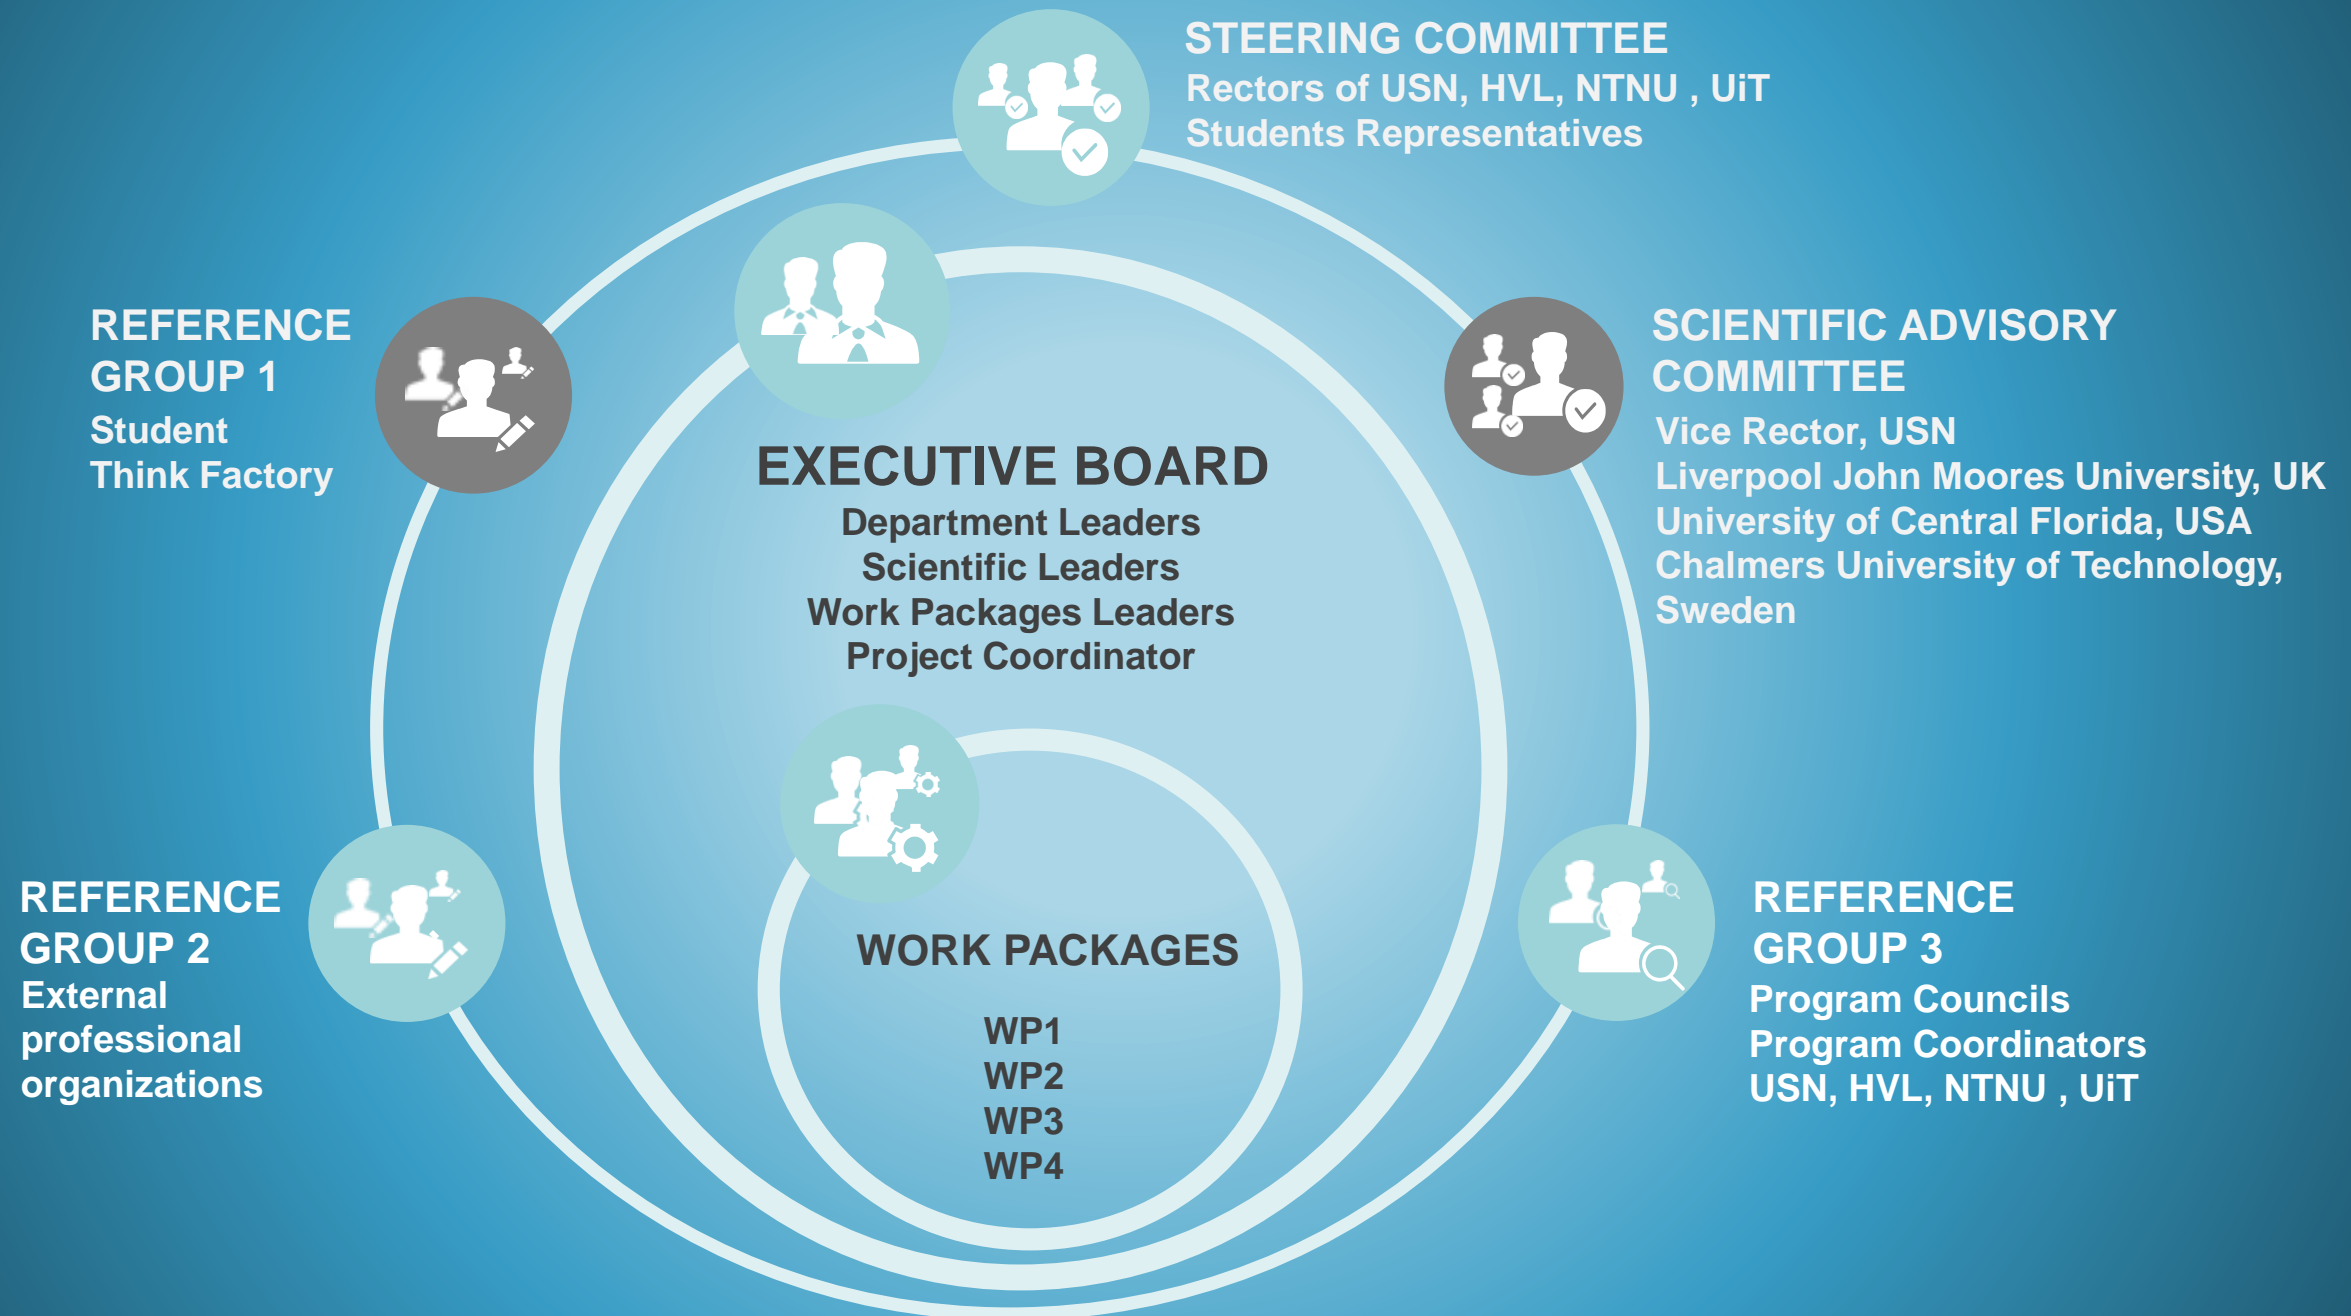 STEERING COMMITTEE
Rectors of USN, HVL, NTNU , UiT
Students Representatives
REFERENCE
GROUP 1
Student
Think Factory
SCIENTIFIC ADVISORY
COMMITTEE
Vice Rector, USN
Liverpool John Moores University, UK
University of Central Florida, USA
Chalmers University of Technology,
Sweden
EXECUTIVE BOARD
Department Leaders
Scientific Leaders
Work Packages Leaders
Project Coordinator
REFERENCE
GROUP 2
External
professional
organizations
WORK PACKAGES
WP1
WP2
WP3
WP4
REFERENCE
GROUP 3
Program Councils
Program Coordinators
USN, HVL, NTNU , UiT